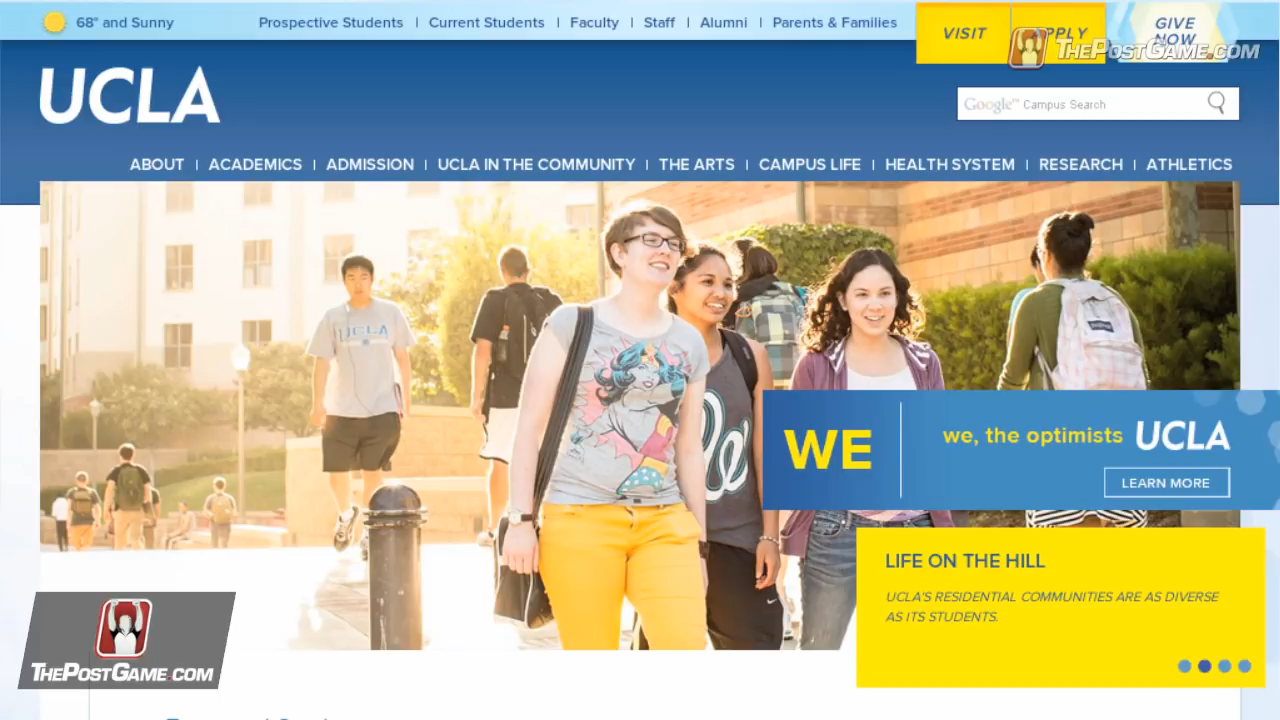 68° and Sunny
Prospective Students | Current Students | Faculty | Staff | Alumni | Parents & Families
VISIT
APPLY
GIVE NOW
THEPOSTGAME.COM
UCLA
Google™ Campus Search
ABOUT | ACADEMICS | ADMISSION | UCLA IN THE COMMUNITY | THE ARTS | CAMPUS LIFE | HEALTH SYSTEM | RESEARCH | ATHLETICS
UCLA
WE
we, the optimists UCLA
LEARN MORE
LIFE ON THE HILL
UCLA'S RESIDENTIAL COMMUNITIES ARE AS DIVERSE
AS ITS STUDENTS.
THEPOSTGAME.COM